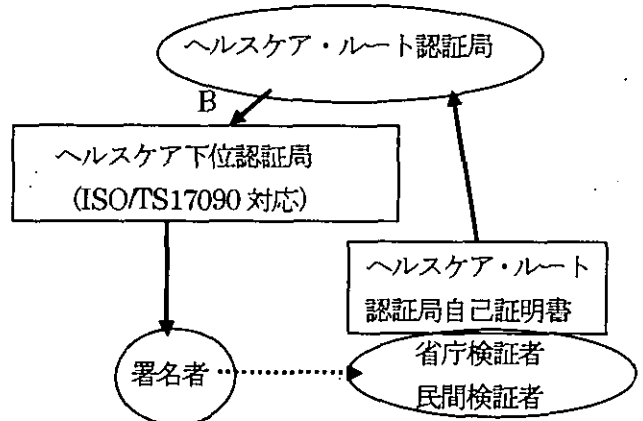 ヘルスケア・ルート認証局
B
ヘルスケア下位認証局
(ISO/TS17090 対応)
ヘルスケア・ルート
認証局自己証明書
署名者
省庁検証者
民間検証者